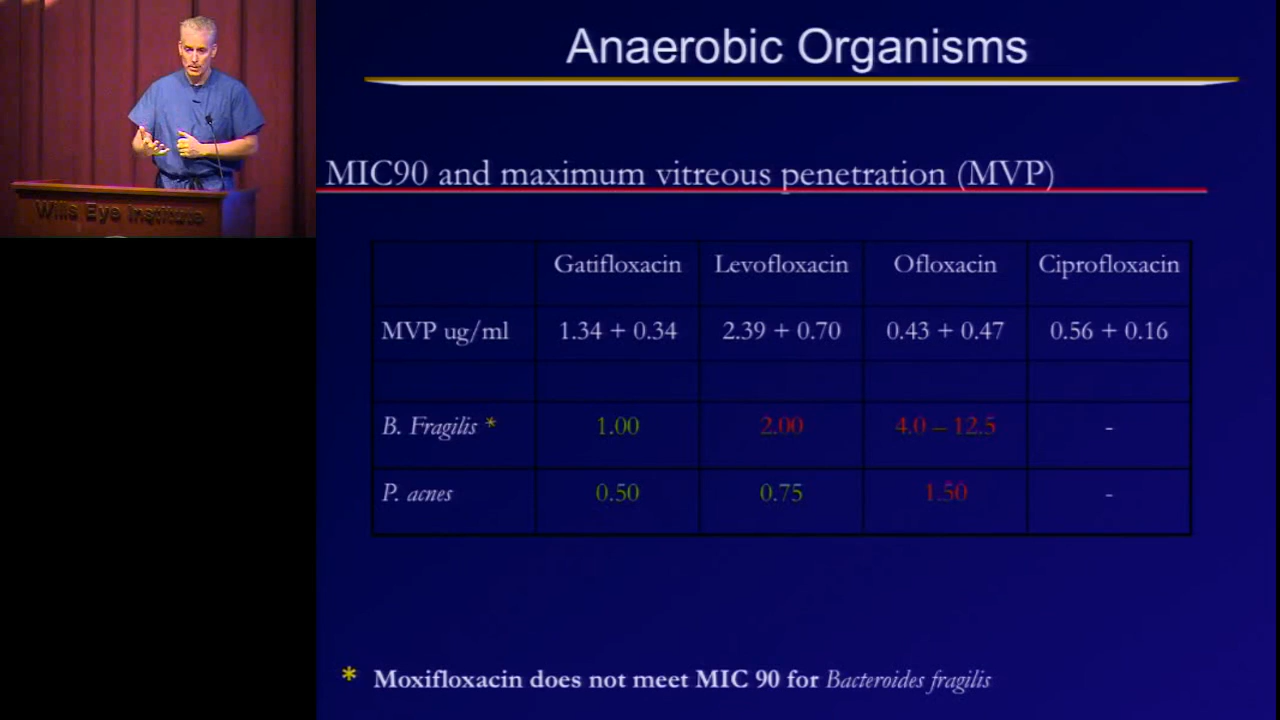 Anaerobic Organisms
Wills Eye Institute
MIC90 and maximum vitreous penetration (MVP)
Gatifloxacin Levofloxacin Ofloxacin Ciprofloxacin
MVP ug/ml 1.34 + 0.34 2.39 + 0.70 0.43 + 0.47 0.56 + 0.16
B. Fragilis * 1.00 2.00 4.0 – 12.5 -
P. acnes 0.50 0.75 1.50 -
* Moxifloxacin does not meet MIC 90 for Bacteroides fragilis